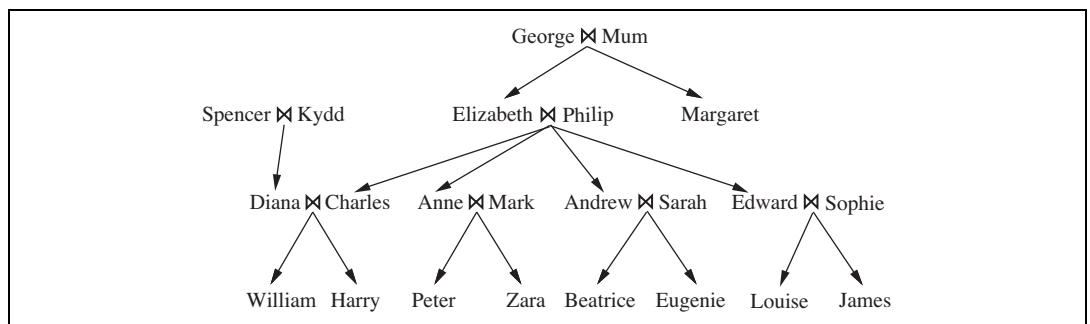 George ⋈ Mum
Spencer ⋈ Kydd Elizabeth ⋈ Philip Margaret
Diana ⋈ Charles Anne ⋈ Mark Andrew ⋈ Sarah Edward ⋈ Sophie
William Harry Peter Zara Beatrice Eugenie Louise James